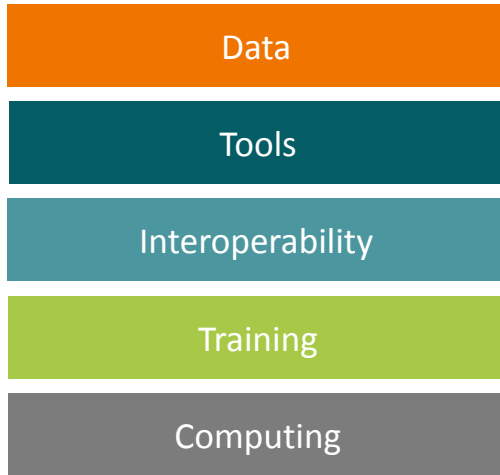 Data
Tools
Interoperability
Training
Computing